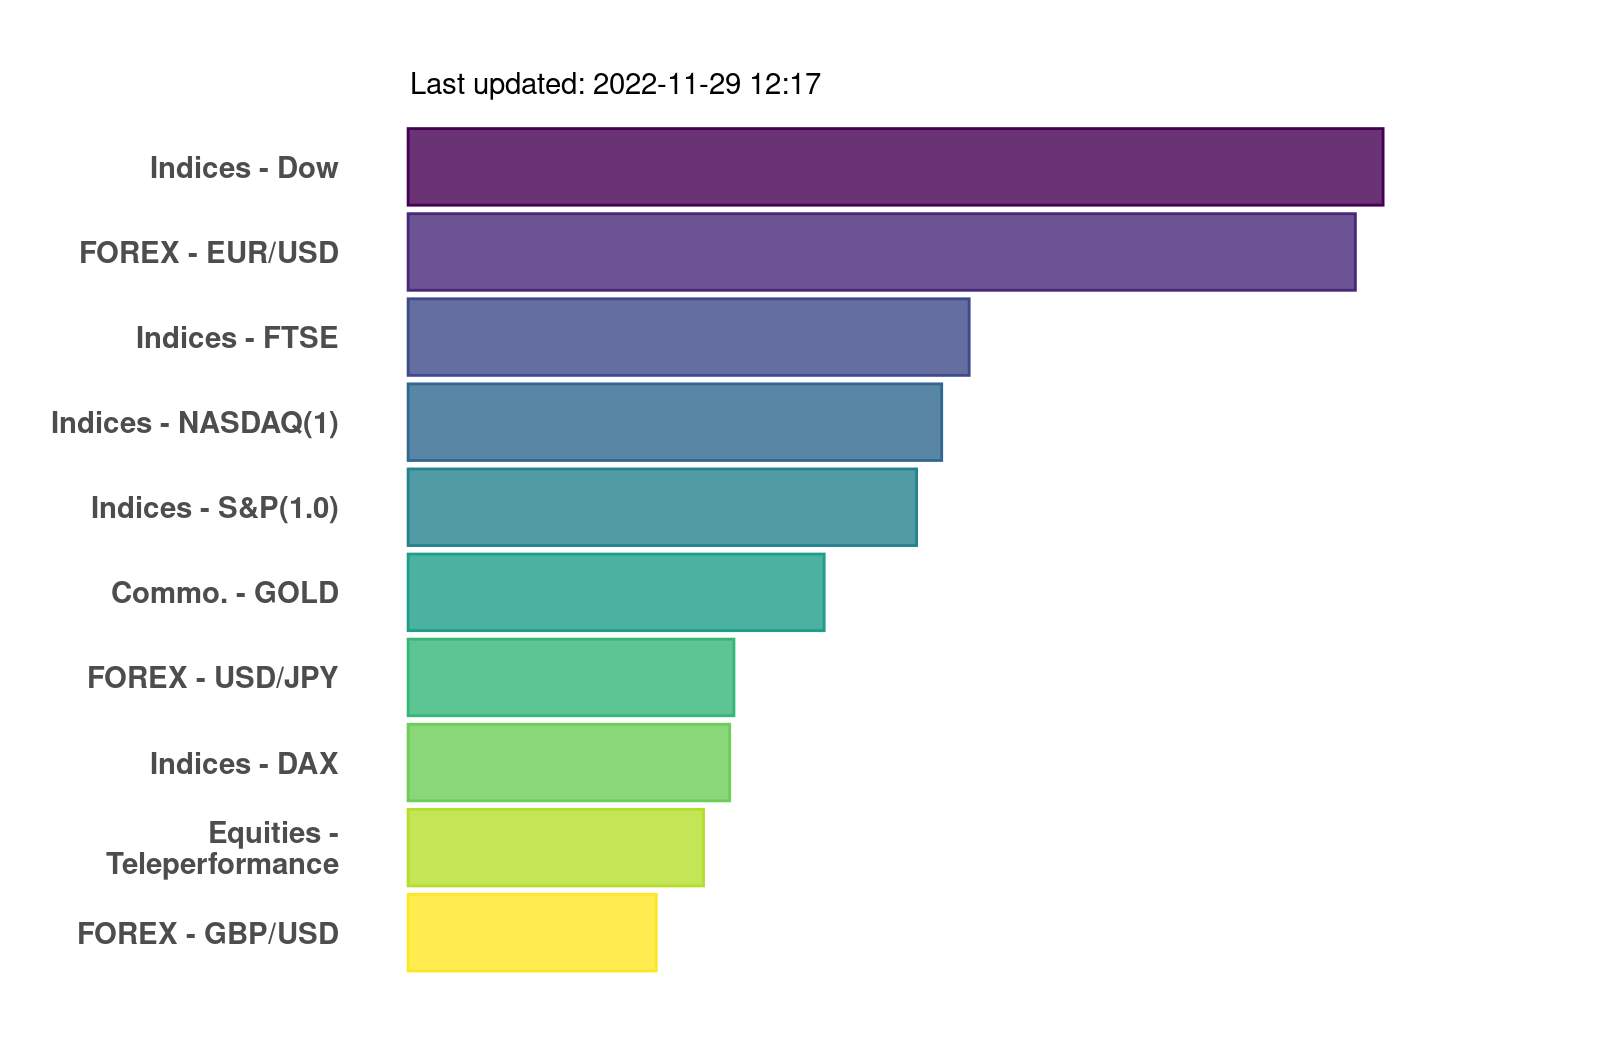 Last updated: 2022-11-29 12:17
Indices - Dow
FOREX - EUR/USD
Indices - FTSE
Indices - NASDAQ(1)
Indices - S&P(1.0)
Commo. - GOLD
FOREX - USD/JPY
Indices - DAX
Equities -
Teleperformance
FOREX - GBP/USD